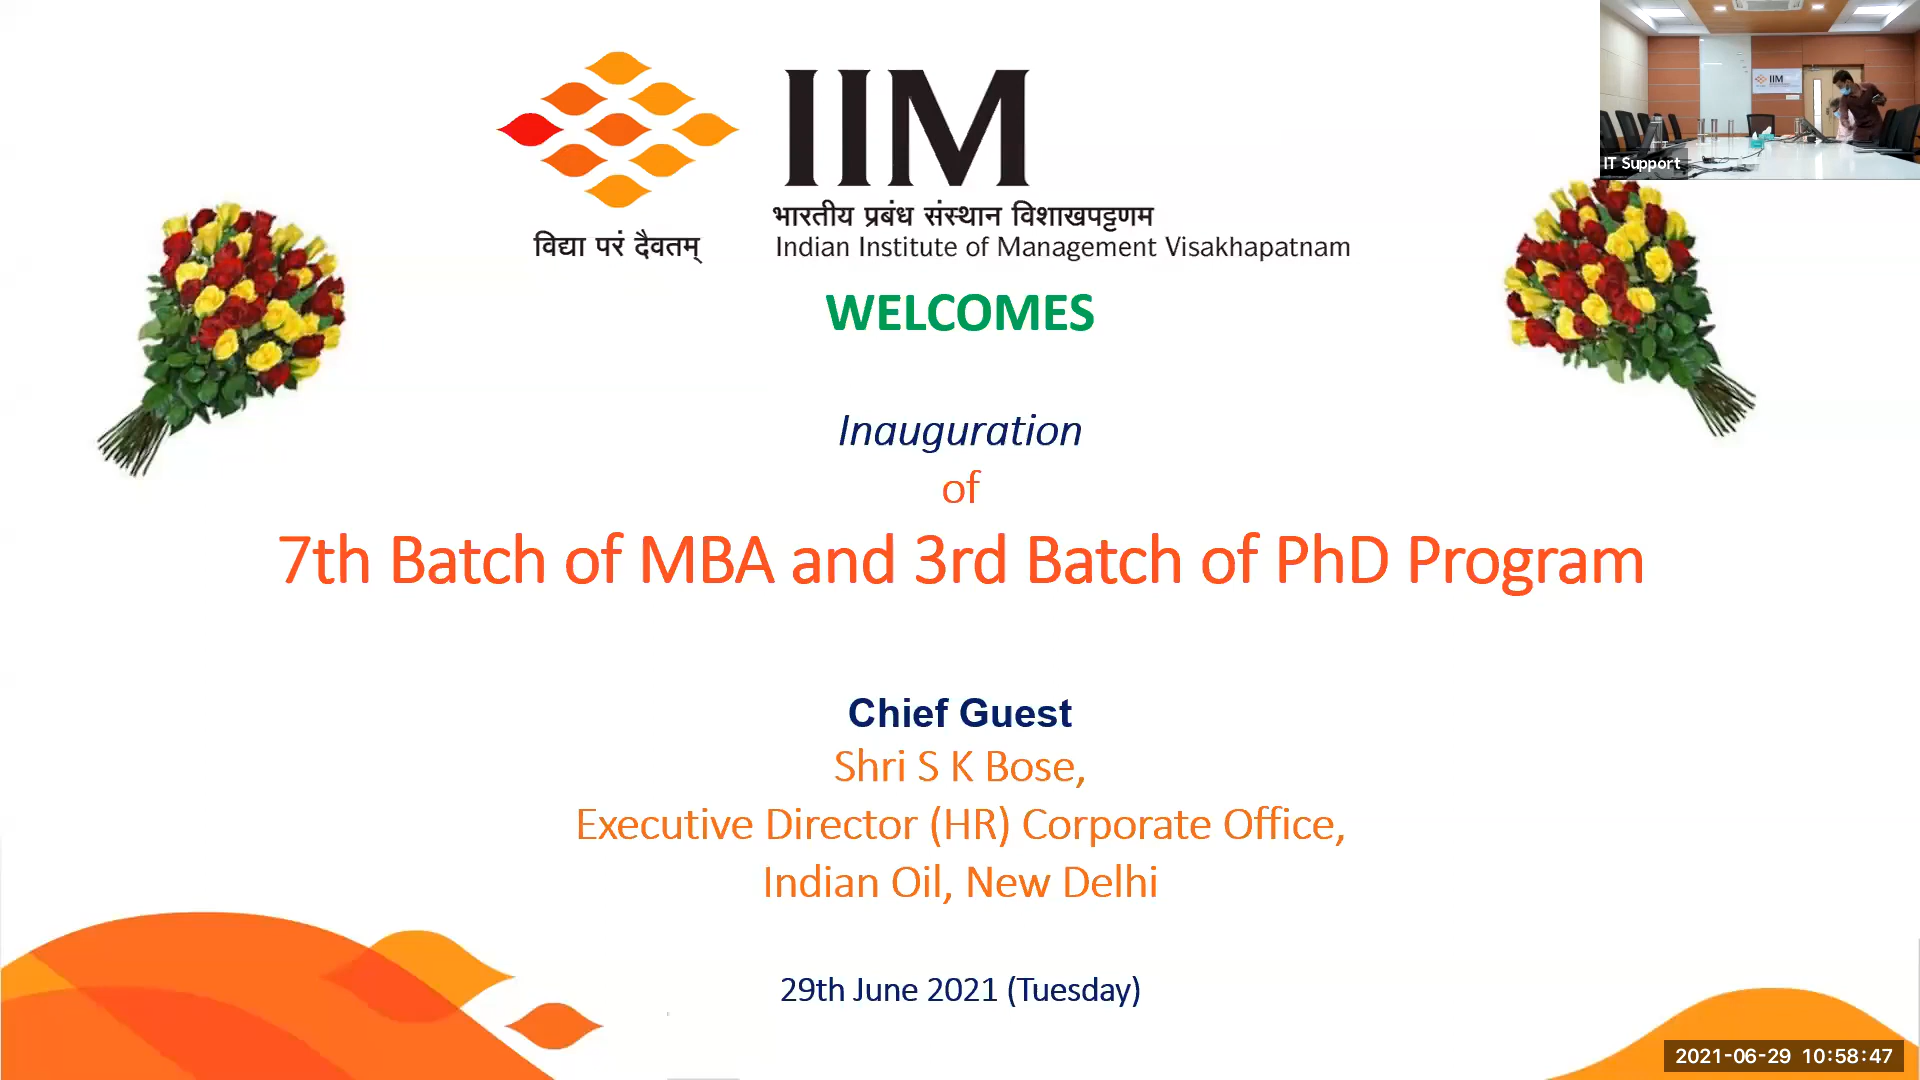 IIM
भारतीय प्रबंध संस्थान विशाखपट्टणम
विद्या परं दैवतम्
Indian Institute of Management Visakhapatnam
WELCOMES
Inauguration
of
7th Batch of MBA and 3rd Batch of PhD Program
Chief Guest
Shri S K Bose,
Executive Director (HR) Corporate Office,
Indian Oil, New Delhi
29th June 2021 (Tuesday)
IIM
IT Support
2021-06-29 10:58:47